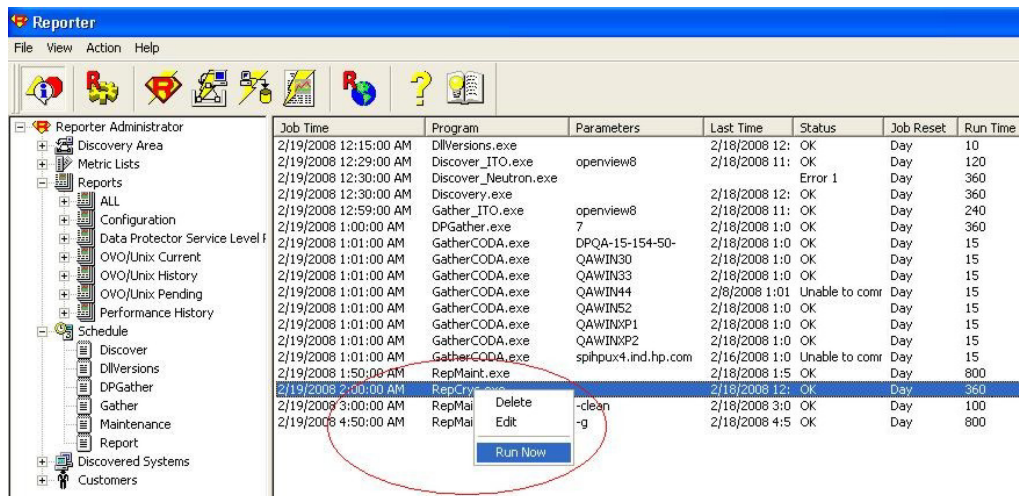 Reporter
File View Action Help
Reporter Administrator
Discovery Area
Metric Lists
Reports
ALL
Configuration
Data Protector Service Level
OVO/Unix Current
OVO/Unix History
OVO/Unix Pending
Performance History
Schedule
Discover
DllVersions
DPGather
Gather
Maintenance
Report
Discovered Systems
Customers
Job Time Program Parameters Last Time Status Job Reset Run Time
2/19/2008 12:15:00 AM DllVersions.exe 2/18/2008 12: OK Day 10
2/19/2008 12:29:00 AM Discover_ITO.exe openview8 2/18/2008 11: OK Day 120
2/19/2008 12:30:00 AM Discover_Neutron.exe Error 1 Day 360
2/19/2008 12:30:00 AM Discovery.exe 2/18/2008 12: OK Day 360
2/19/2008 12:59:00 AM Gather_ITO.exe openview8 2/18/2008 11: OK Day 240
2/19/2008 1:00:00 AM DPGather.exe 7 2/18/2008 1:0 OK Day 360
2/19/2008 1:01:00 AM GatherCODA.exe DPQA-15-154-50- 2/18/2008 1:0 OK Day 15
2/19/2008 1:01:00 AM GatherCODA.exe QAWIN30 2/18/2008 1:0 OK Day 15
2/19/2008 1:01:00 AM GatherCODA.exe QAWIN33 2/18/2008 1:0 OK Day 15
2/19/2008 1:01:00 AM GatherCODA.exe QAWIN44 2/8/2008 1:01 Unable to comr Day 15
2/19/2008 1:01:00 AM GatherCODA.exe QAWIN52 2/18/2008 1:0 OK Day 15
2/19/2008 1:01:00 AM GatherCODA.exe QAWINXP1 2/18/2008 1:0 OK Day 15
2/19/2008 1:01:00 AM GatherCODA.exe QAWINXP2 2/18/2008 1:0 OK Day 15
2/19/2008 1:01:00 AM GatherCODA.exe spihpux4.ind.hp.com 2/16/2008 1:0 Unable to comr Day 15
2/19/2008 1:50:00 AM RepMaint.exe 2/18/2008 1:5 OK Day 800
2/19/2008 2:00:00 AM RepCrys.exe 2/18/2008 12: OK Day 360
2/19/2008 3:00:00 AM RepMai -clean 2/18/2008 3:0 OK Day 100
2/19/2008 4:50:00 AM RepMai -g 2/18/2008 4:5 OK Day 800
Delete
Edit
Run Now